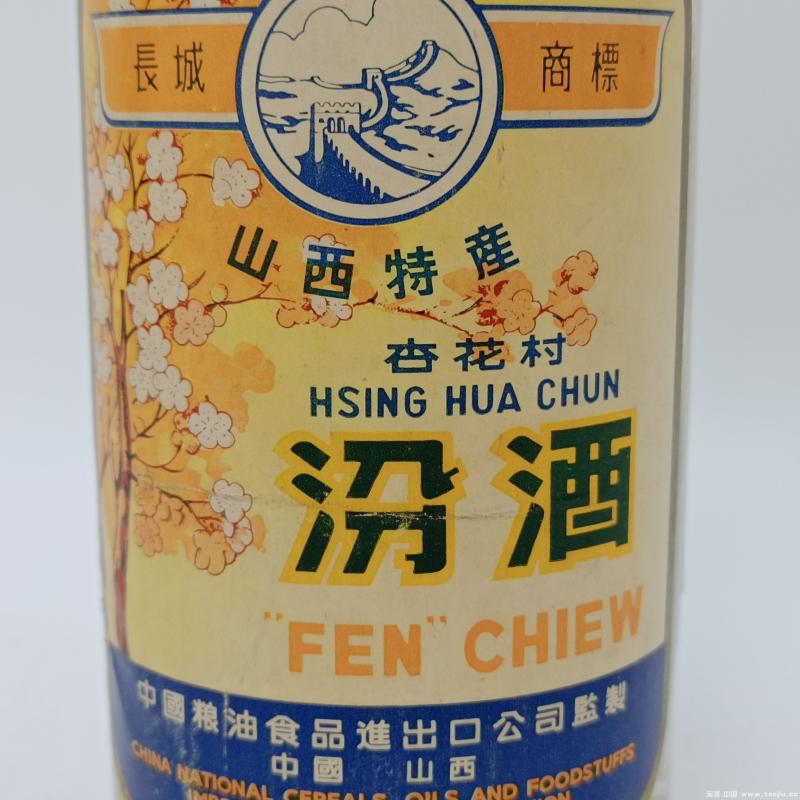 長城 商標
山西特産
杏花村
HSING HUA CHUN
汾酒
"FEN" CHIEW
中國粮油食品進出口公司監製
中國 山西
CHINA NATIONAL CEREALS, OILS AND FOODSTUFFS